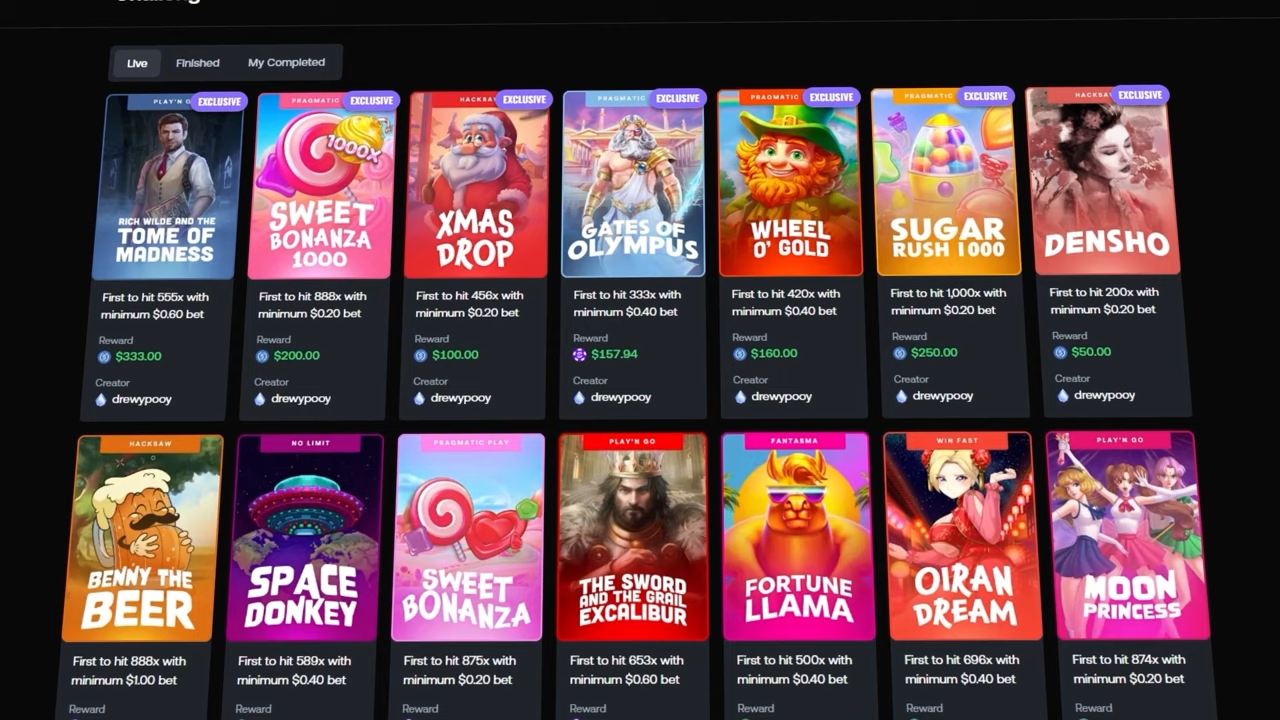 Live Finished My Completed
PLAY'N GO EXCLUSIVE
RICH WILDE AND THE
TOME OF
MADNESS
First to hit 555x with
minimum $0.60 bet
Reward
$333.00
Creator
drewypooy
PRAGMATIC EXCLUSIVE
1000X
SWEET
BONANZA
1000
First to hit 888x with
minimum $0.20 bet
Reward
$200.00
Creator
drewypooy
HACKSAW EXCLUSIVE
XMAS
DROP
First to hit 456x with
minimum $0.20 bet
Reward
$100.00
Creator
drewypooy
PRAGMATIC EXCLUSIVE
GATES OF
OLYMPUS
First to hit 333x with
minimum $0.40 bet
Reward
$157.94
Creator
drewypooy
PRAGMATIC EXCLUSIVE
WHEEL
O' GOLD
First to hit 420x with
minimum $0.40 bet
Reward
$160.00
Creator
drewypooy
PRAGMATIC EXCLUSIVE
SUGAR
RUSH 1000
First to hit 1,000x with
minimum $0.20 bet
Reward
$250.00
Creator
drewypooy
HACKSAW EXCLUSIVE
DENSHO
First to hit 200x with
minimum $0.20 bet
Reward
$50.00
Creator
drewypooy
HACKSAW
BENNY THE
BEER
First to hit 888x with
minimum $1.00 bet
Reward
NO LIMIT
SPACE
DONKEY
First to hit 589x with
minimum $0.40 bet
Reward
PRAGMATIC PLAY
SWEET
BONANZA
First to hit 875x with
minimum $0.20 bet
Reward
PLAY'N GO
THE SWORD
AND THE GRAIL
EXCALIBUR
First to hit 653x with
minimum $0.60 bet
Reward
FANTASMA
FORTUNE
LLAMA
First to hit 500x with
minimum $0.40 bet
Reward
WIN FAST
OIRAN
DREAM
First to hit 696x with
minimum $0.40 bet
Reward
PLAY'N GO
MOON
PRINCESS
First to hit 874x with
minimum $0.20 bet
Reward